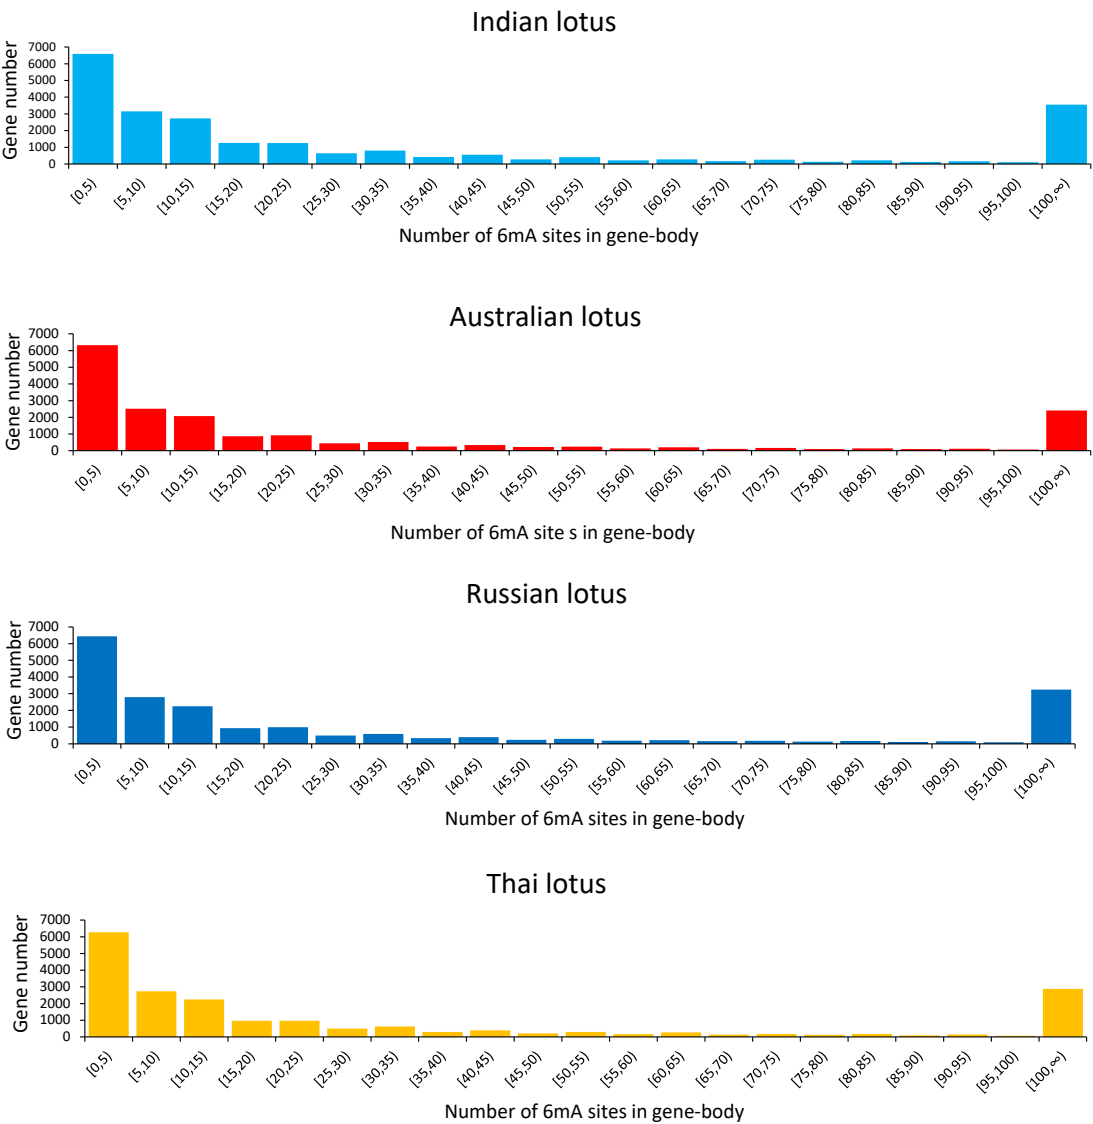 Indian lotus
Gene number
7000
6000
5000
4000
3000
2000
1000
0
[0,5) [5,10) [10,15) [15,20) [20,25) [25,30) [30,35) [35,40) [40,45) [45,50) [50,55) [55,60) [60,65) [65,70) [70,75) [75,80) [80,85) [85,90) [90,95) [95,100) [100,∞)
Number of 6mA sites in gene-body
Australian lotus
Gene number
7000
6000
5000
4000
3000
2000
1000
0
[0,5) [5,10) [10,15) [15,20) [20,25) [25,30) [30,35) [35,40) [40,45) [45,50) [50,55) [55,60) [60,65) [65,70) [70,75) [75,80) [80,85) [85,90) [90,95) [95,100) [100,∞)
Number of 6mA site s in gene-body
Russian lotus
Gene number
7000
6000
5000
4000
3000
2000
1000
0
[0,5) [5,10) [10,15) [15,20) [20,25) [25,30) [30,35) [35,40) [40,45) [45,50) [50,55) [55,60) [60,65) [65,70) [70,75) [75,80) [80,85) [85,90) [90,95) [95,100) [100,∞)
Number of 6mA sites in gene-body
Thai lotus
Gene number
7000
6000
5000
4000
3000
2000
1000
0
[0,5) [5,10) [10,15) [15,20) [20,25) [25,30) [30,35) [35,40) [40,45) [45,50) [50,55) [55,60) [60,65) [65,70) [70,75) [75,80) [80,85) [85,90) [90,95) [95,100) [100,∞)
Number of 6mA sites in gene-body